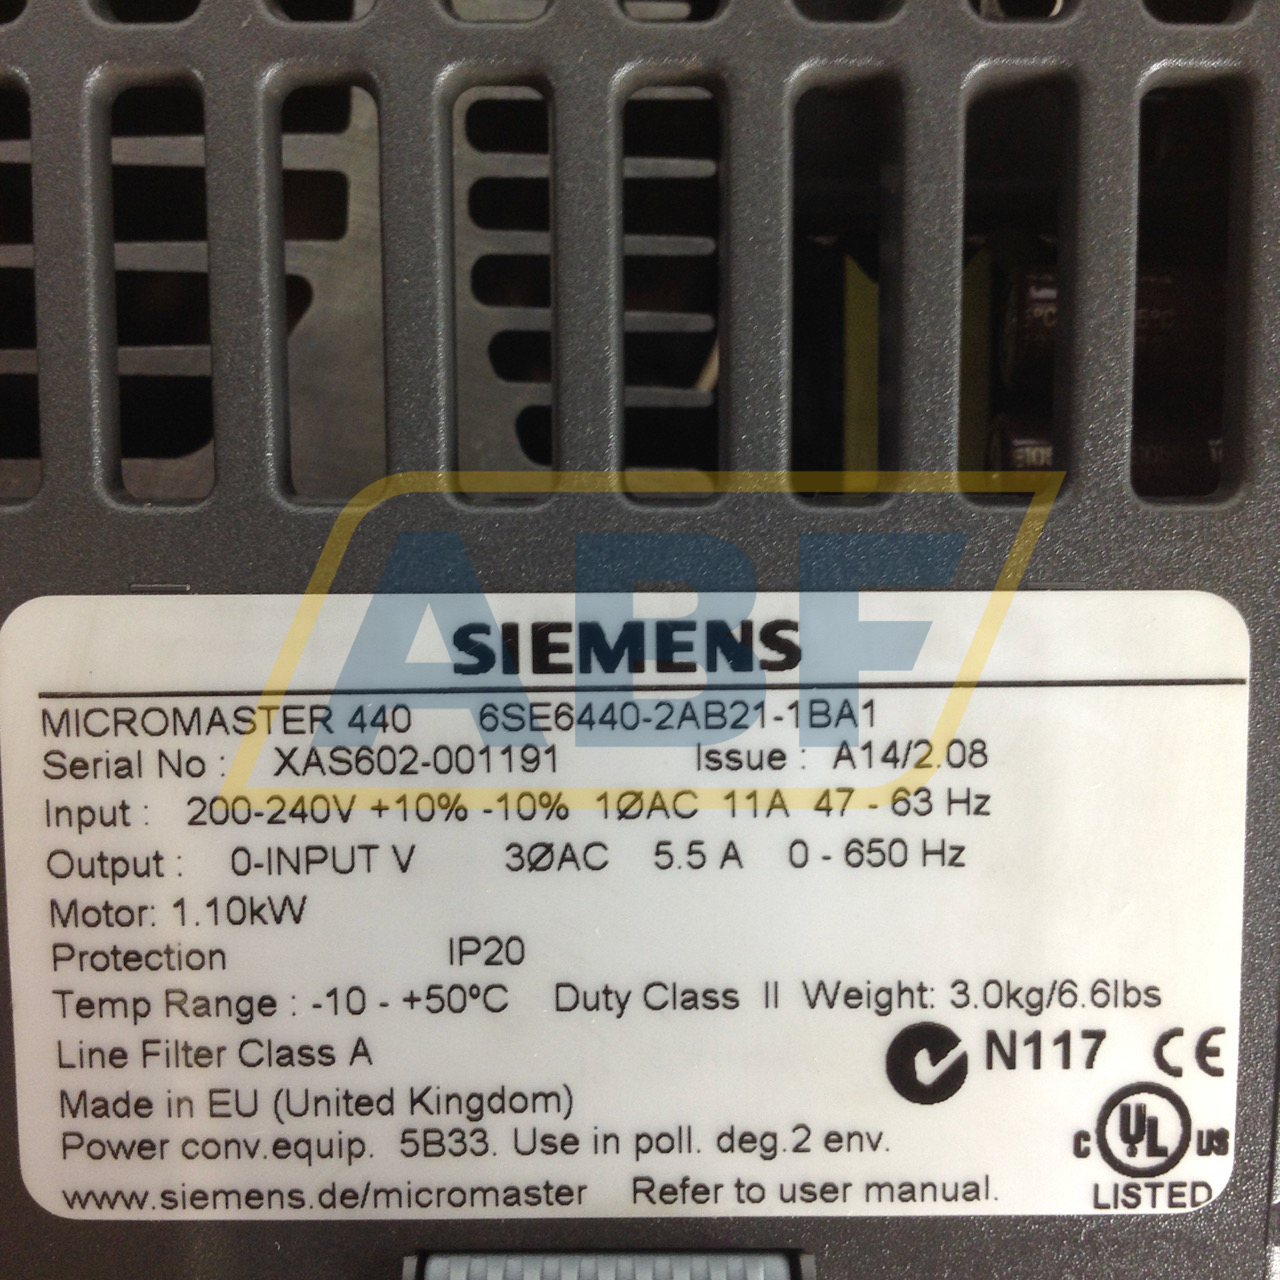 ABF
SIEMENS
MICROMASTER 440 6SE6440-2AB21-1BA1
Serial No : XAS602-001191 Issue : A14/2.08
Input : 200-240V +10% -10% 1ØAC 11A 47 - 63 Hz
Output : 0-INPUT V 3ØAC 5.5 A 0 - 650 Hz
Motor: 1.10kW
Protection IP20
Temp Range : -10 - +50ºC Duty Class II Weight: 3.0kg/6.6lbs
Line Filter Class A N117 CE
Made in EU (United Kingdom)
Power conv.equip. 5B33. Use in poll. deg.2 env. C UL US
www.siemens.de/micromaster Refer to user manual. LISTED